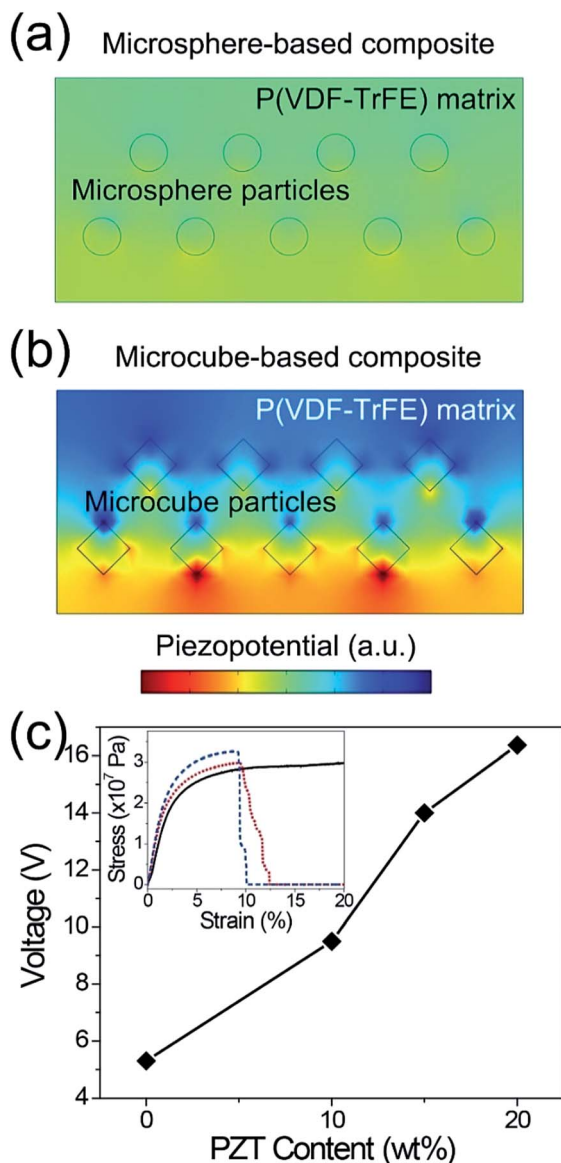 (a) Microsphere-based composite
P(VDF-TrFE) matrix
Microsphere particles
(b) Microcube-based composite
P(VDF-TrFE) matrix
Microcube particles
Piezopotential (a.u.)
(c)
16
14
12
10
8
6
4
Voltage (V)
0
10
20
PZT Content (wt%)
Stress (x10⁷ Pa)
3
2
1
0
0
5
10
15
20
Strain (%)